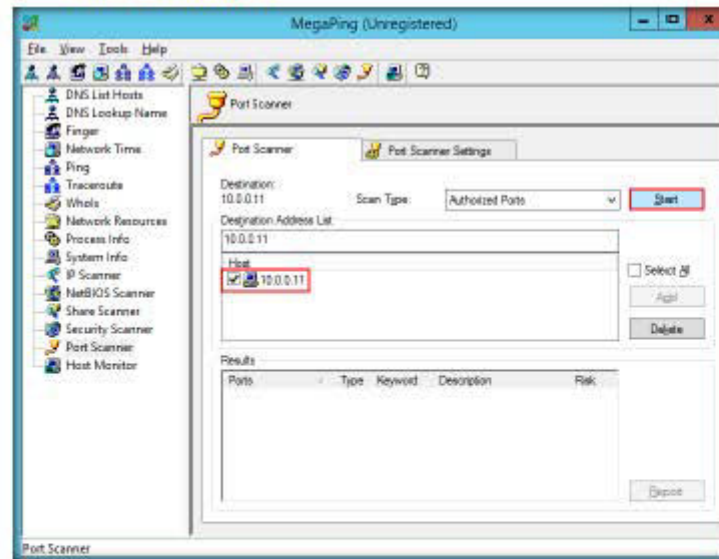 MegaPing (Unregistered)
File View Tools Help
DNS List Hosts
DNS Lookup Name
Finger
Network Time
Ping
Traceroute
Whois
Network Resources
Process Info
System Info
IP Scanner
NetBIOS Scanner
Share Scanner
Security Scanner
Port Scanner
Host Monitor
Port Scanner
Port Scanner Port Scanner Settings
Destination:
10.0.0.11 Scan Type: Authorized Ports Start
Destination Address List
10.0.0.11
Host
10.0.0.11
Select All
Add
Delete
Results
Ports Type Keyword Description Risk
Report
Port Scanner